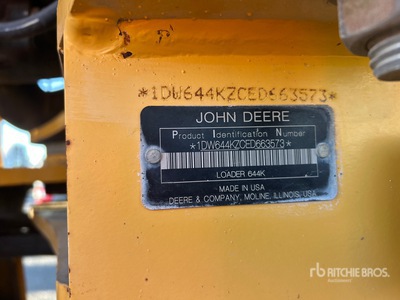 *1DW644KZCED663573*
JOHN DEERE
Product Identification Number
*1DW644KZCED663573*
LOADER 644K
MADE IN USA
DEERE & COMPANY, MOLINE, ILLINOIS, USA
rb RITCHIE BROS.